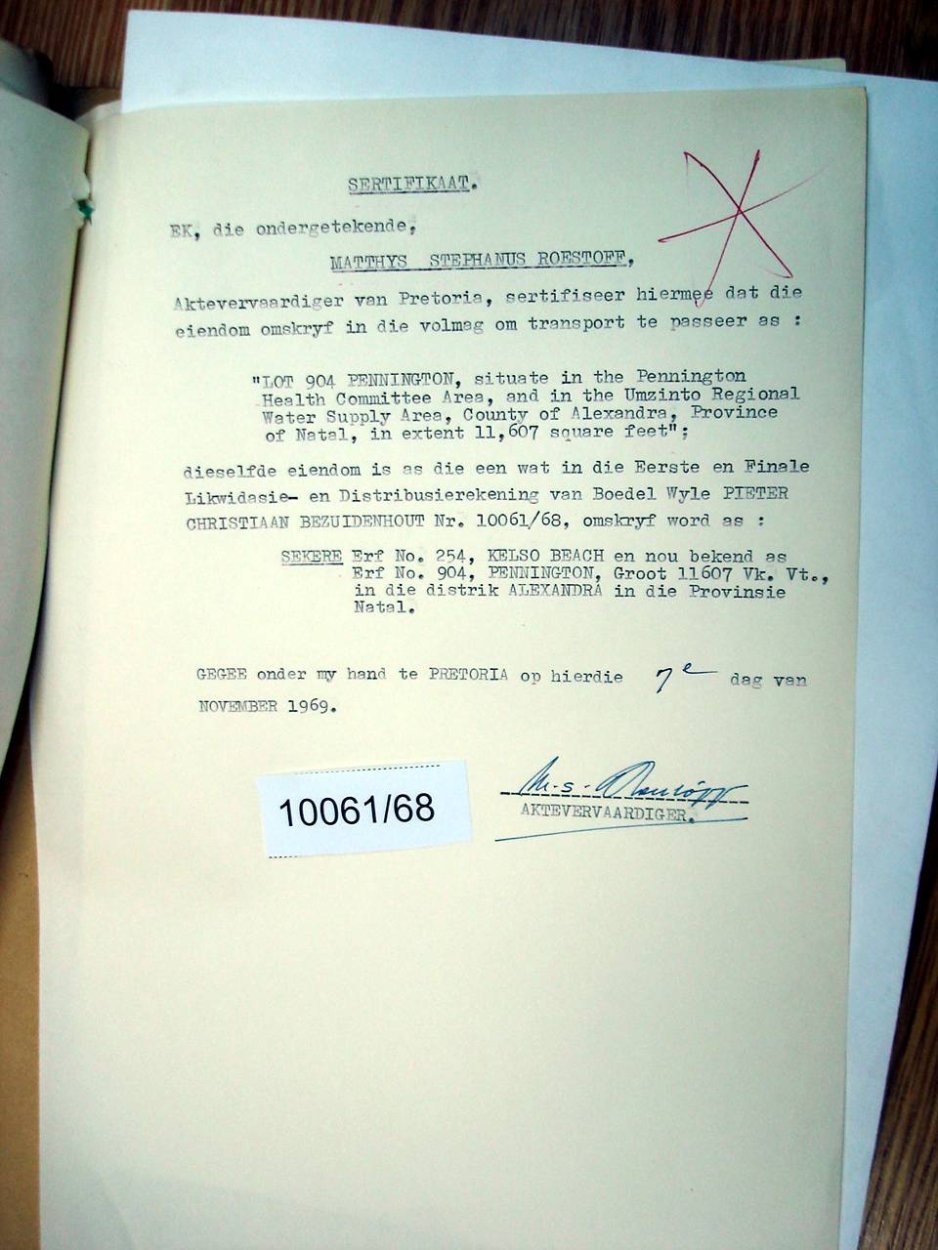 SERTIFIKAAT.
EK, die ondergetekende,
MATTHYS STEPHANUS ROESTOFF,
Aktevervaardiger van Pretoria, sertifiseer hiermee dat die
eiendom omskryf in die volmag om transport te passeer as :
"LOT 904 PENNINGTON, situate in the Pennington
Health Committee Area, and in the Umzinto Regional
Water Supply Area, County of Alexandra, Province
of Natal, in extent 11,607 square feet";
dieselfde eiendom is as die een wat in die Eerste en Finale
Likwidasie- en Distribusierekening van Boedel Wyle PIETER
CHRISTIAAN BEZUIDENHOUT Nr. 10061/68, omskryf word as :
SEKERE Erf No. 254, KELSO BEACH en nou bekend as
Erf No. 904, PENNINGTON, Groot 11607 Vk. Vt.,
in die distrik ALEXANDRA in die Provinsie
Natal.
GEGEE onder my hand te PRETORIA op hierdie 7e dag van
NOVEMBER 1969.
M.S. Roestoff
AKTEVERVAARDIGER.
10061/68